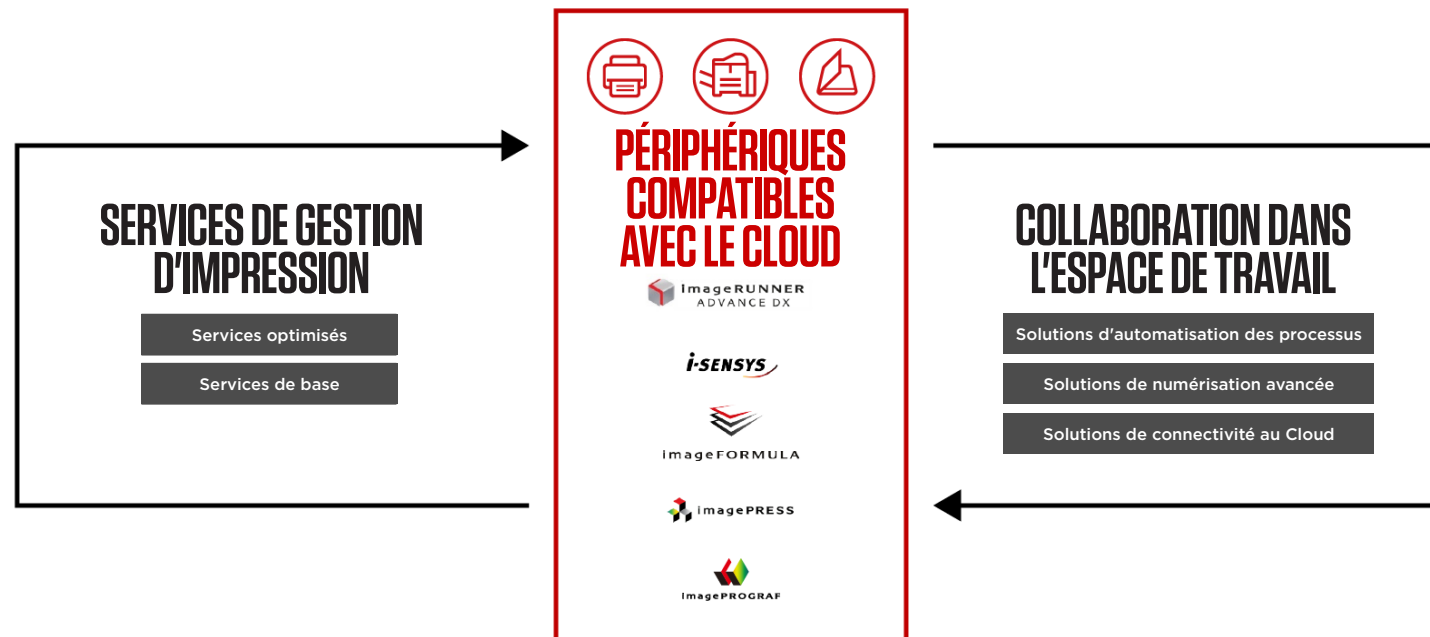 SERVICES DE GESTION
D'IMPRESSION
Services optimisés
Services de base
PÉRIPHÉRIQUES
COMPATIBLES
AVEC LE CLOUD
imageRUNNER
ADVANCE DX
i-SENSYS
imageFORMULA
imagePRESS
imagePROGRAF
COLLABORATION DANS
L'ESPACE DE TRAVAIL
Solutions d'automatisation des processus
Solutions de numérisation avancée
Solutions de connectivité au Cloud